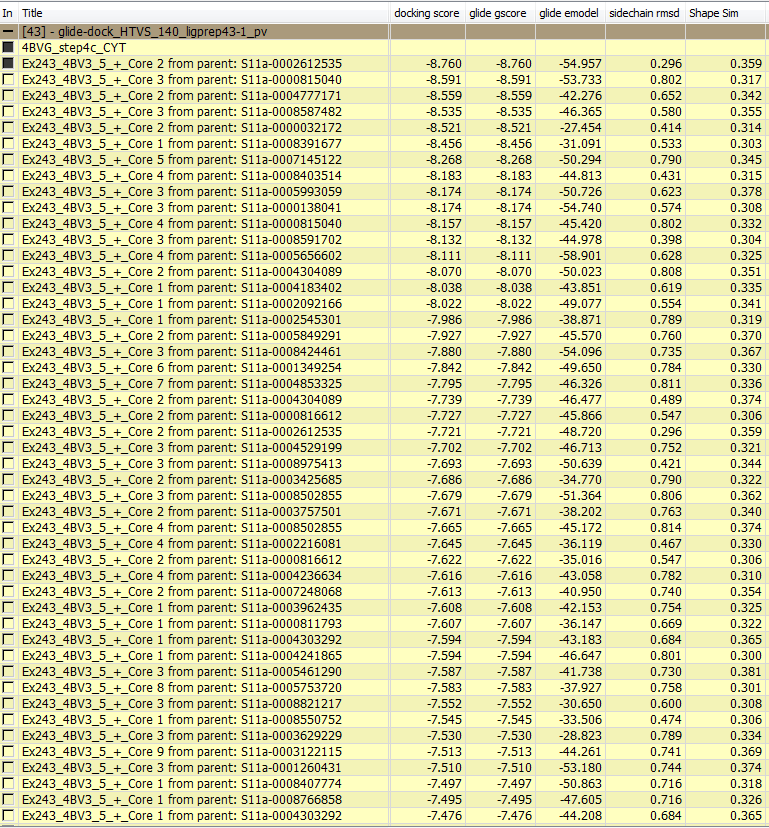 In Title docking score glide gscore glide emodel sidechain rmsd Shape Sim
[43] - glide-dock_HTVS_140_ligprep43-1_pv
4BVG_step4c_CYT
Ex243_4BV3_5_+_Core 2 from parent: S11a-0002612535 -8.760 -8.760 -54.957 0.296 0.359
Ex243_4BV3_5_+_Core 3 from parent: S11a-0000815040 -8.591 -8.591 -53.733 0.802 0.317
Ex243_4BV3_5_+_Core 2 from parent: S11a-0004777171 -8.559 -8.559 -42.276 0.652 0.342
Ex243_4BV3_5_+_Core 3 from parent: S11a-0008587482 -8.535 -8.535 -46.365 0.580 0.355
Ex243_4BV3_5_+_Core 2 from parent: S11a-0000032172 -8.521 -8.521 -27.454 0.414 0.314
Ex243_4BV3_5_+_Core 1 from parent: S11a-0008391677 -8.456 -8.456 -31.091 0.533 0.303
Ex243_4BV3_5_+_Core 5 from parent: S11a-0007145122 -8.268 -8.268 -50.294 0.790 0.345
Ex243_4BV3_5_+_Core 4 from parent: S11a-0008403514 -8.183 -8.183 -44.813 0.431 0.315
Ex243_4BV3_5_+_Core 3 from parent: S11a-0005993059 -8.174 -8.174 -50.726 0.623 0.378
Ex243_4BV3_5_+_Core 3 from parent: S11a-0000138041 -8.174 -8.174 -54.740 0.574 0.308
Ex243_4BV3_5_+_Core 4 from parent: S11a-0000815040 -8.157 -8.157 -45.420 0.802 0.332
Ex243_4BV3_5_+_Core 3 from parent: S11a-0008591702 -8.132 -8.132 -44.978 0.398 0.304
Ex243_4BV3_5_+_Core 4 from parent: S11a-0005656602 -8.111 -8.111 -58.901 0.628 0.325
Ex243_4BV3_5_+_Core 2 from parent: S11a-0004304089 -8.070 -8.070 -50.023 0.808 0.351
Ex243_4BV3_5_+_Core 1 from parent: S11a-0004183402 -8.038 -8.038 -43.851 0.619 0.335
Ex243_4BV3_5_+_Core 1 from parent: S11a-0002092166 -8.022 -8.022 -49.077 0.554 0.341
Ex243_4BV3_5_+_Core 1 from parent: S11a-0002545301 -7.986 -7.986 -38.871 0.789 0.319
Ex243_4BV3_5_+_Core 2 from parent: S11a-0005849291 -7.927 -7.927 -45.570 0.760 0.370
Ex243_4BV3_5_+_Core 3 from parent: S11a-0008424461 -7.880 -7.880 -54.096 0.735 0.367
Ex243_4BV3_5_+_Core 6 from parent: S11a-0001349254 -7.842 -7.842 -49.650 0.784 0.330
Ex243_4BV3_5_+_Core 7 from parent: S11a-0004853325 -7.795 -7.795 -46.326 0.811 0.336
Ex243_4BV3_5_+_Core 2 from parent: S11a-0004304089 -7.739 -7.739 -46.477 0.489 0.374
Ex243_4BV3_5_+_Core 2 from parent: S11a-0000816612 -7.727 -7.727 -45.866 0.547 0.306
Ex243_4BV3_5_+_Core 2 from parent: S11a-0002612535 -7.721 -7.721 -48.720 0.296 0.359
Ex243_4BV3_5_+_Core 3 from parent: S11a-0004529199 -7.702 -7.702 -46.713 0.752 0.321
Ex243_4BV3_5_+_Core 3 from parent: S11a-0008975413 -7.693 -7.693 -50.639 0.421 0.344
Ex243_4BV3_5_+_Core 2 from parent: S11a-0003425685 -7.686 -7.686 -34.770 0.790 0.322
Ex243_4BV3_5_+_Core 3 from parent: S11a-0008502855 -7.679 -7.679 -51.364 0.806 0.362
Ex243_4BV3_5_+_Core 2 from parent: S11a-0003757501 -7.671 -7.671 -38.202 0.763 0.340
Ex243_4BV3_5_+_Core 4 from parent: S11a-0008502855 -7.665 -7.665 -45.172 0.814 0.374
Ex243_4BV3_5_+_Core 4 from parent: S11a-0002216081 -7.645 -7.645 -36.119 0.467 0.330
Ex243_4BV3_5_+_Core 2 from parent: S11a-0000816612 -7.622 -7.622 -35.016 0.547 0.306
Ex243_4BV3_5_+_Core 4 from parent: S11a-0004236634 -7.616 -7.616 -43.058 0.782 0.310
Ex243_4BV3_5_+_Core 2 from parent: S11a-0007248068 -7.613 -7.613 -40.950 0.740 0.354
Ex243_4BV3_5_+_Core 1 from parent: S11a-0003962435 -7.608 -7.608 -42.153 0.754 0.325
Ex243_4BV3_5_+_Core 1 from parent: S11a-0000811793 -7.607 -7.607 -36.147 0.669 0.322
Ex243_4BV3_5_+_Core 1 from parent: S11a-0004303292 -7.594 -7.594 -43.183 0.684 0.365
Ex243_4BV3_5_+_Core 1 from parent: S11a-0004241865 -7.594 -7.594 -46.647 0.801 0.300
Ex243_4BV3_5_+_Core 3 from parent: S11a-0005461290 -7.587 -7.587 -41.738 0.730 0.381
Ex243_4BV3_5_+_Core 8 from parent: S11a-0005753720 -7.583 -7.583 -37.927 0.758 0.301
Ex243_4BV3_5_+_Core 3 from parent: S11a-0008821217 -7.552 -7.552 -30.650 0.600 0.308
Ex243_4BV3_5_+_Core 1 from parent: S11a-0008550752 -7.545 -7.545 -33.506 0.474 0.306
Ex243_4BV3_5_+_Core 3 from parent: S11a-0003629229 -7.530 -7.530 -28.823 0.789 0.334
Ex243_4BV3_5_+_Core 9 from parent: S11a-0003122115 -7.513 -7.513 -44.261 0.741 0.369
Ex243_4BV3_5_+_Core 3 from parent: S11a-0001260431 -7.510 -7.510 -53.180 0.744 0.374
Ex243_4BV3_5_+_Core 1 from parent: S11a-0008407774 -7.497 -7.497 -50.863 0.716 0.318
Ex243_4BV3_5_+_Core 1 from parent: S11a-0008766858 -7.495 -7.495 -47.605 0.716 0.326
Ex243_4BV3_5_+_Core 1 from parent: S11a-0004303292 -7.476 -7.476 -44.208 0.684 0.365